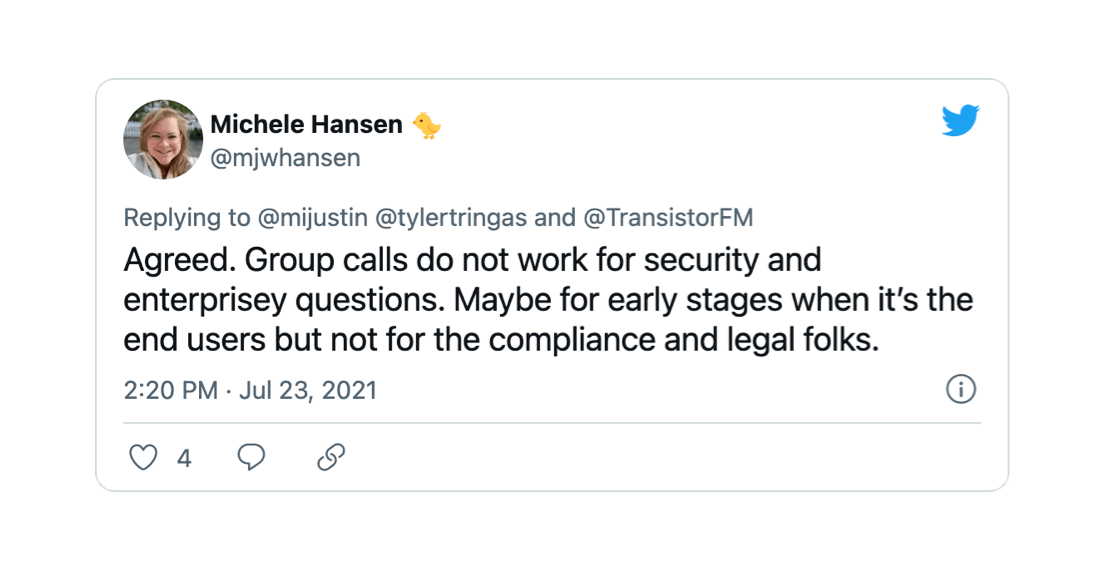 Michele Hansen 🐤
@mjwhansen
Replying to @mijustin @tylertringas and @TransistorFM
Agreed. Group calls do not work for security and
enterprisey questions. Maybe for early stages when it’s the
end users but not for the compliance and legal folks.
2:20 PM · Jul 23, 2021
4